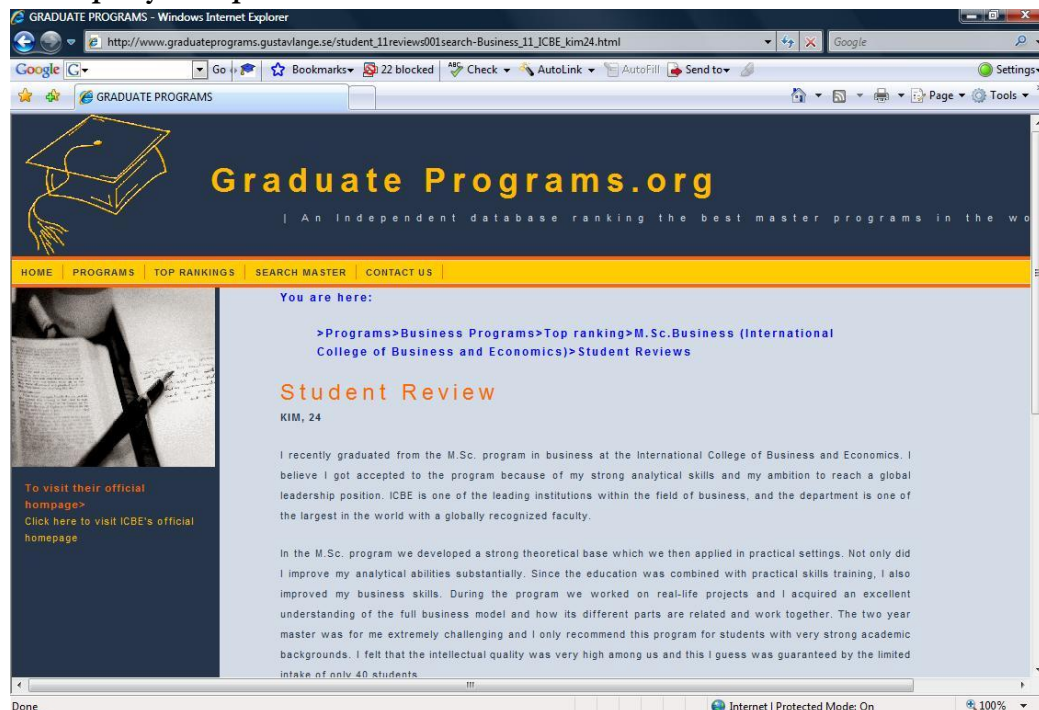 GRADUATE PROGRAMS - Windows Internet Explorer
http://www.graduateprograms.gustavlange.se/student_11reviews001search-Business_11_ICBE_kim24.html
Google
Google G Go Bookmarks 22 blocked Check AutoLink AutoFill Send to Settings
GRADUATE PROGRAMS Page Tools
Graduate Programs.org
| An Independent database ranking the best master programs in the wo
HOME PROGRAMS TOP RANKINGS SEARCH MASTER CONTACT US
You are here:
>Programs>Business Programs>Top ranking>M.Sc.Business (International
College of Business and Economics)>Student Reviews
Student Review
KIM, 24
I recently graduated from the M.Sc. program in business at the International College of Business and Economics. I
believe I got accepted to the program because of my strong analytical skills and my ambition to reach a global
leadership position. ICBE is one of the leading institutions within the field of business, and the department is one of
the largest in the world with a globally recognized faculty.
In the M.Sc. program we developed a strong theoretical base which we then applied in practical settings. Not only did
I improve my analytical abilities substantially. Since the education was combined with practical skills training, I also
improved my business skills. During the program we worked on real-life projects and I acquired an excellent
understanding of the full business model and how its different parts are related and work together. The two year
master was for me extremely challenging and I only recommend this program for students with very strong academic
backgrounds. I felt that the intellectual quality was very high among us and this I guess was guaranteed by the limited
intake of only 40 students
To visit their official
hompage>
Click here to visit ICBE's official
homepage
Done Internet | Protected Mode: On 100%